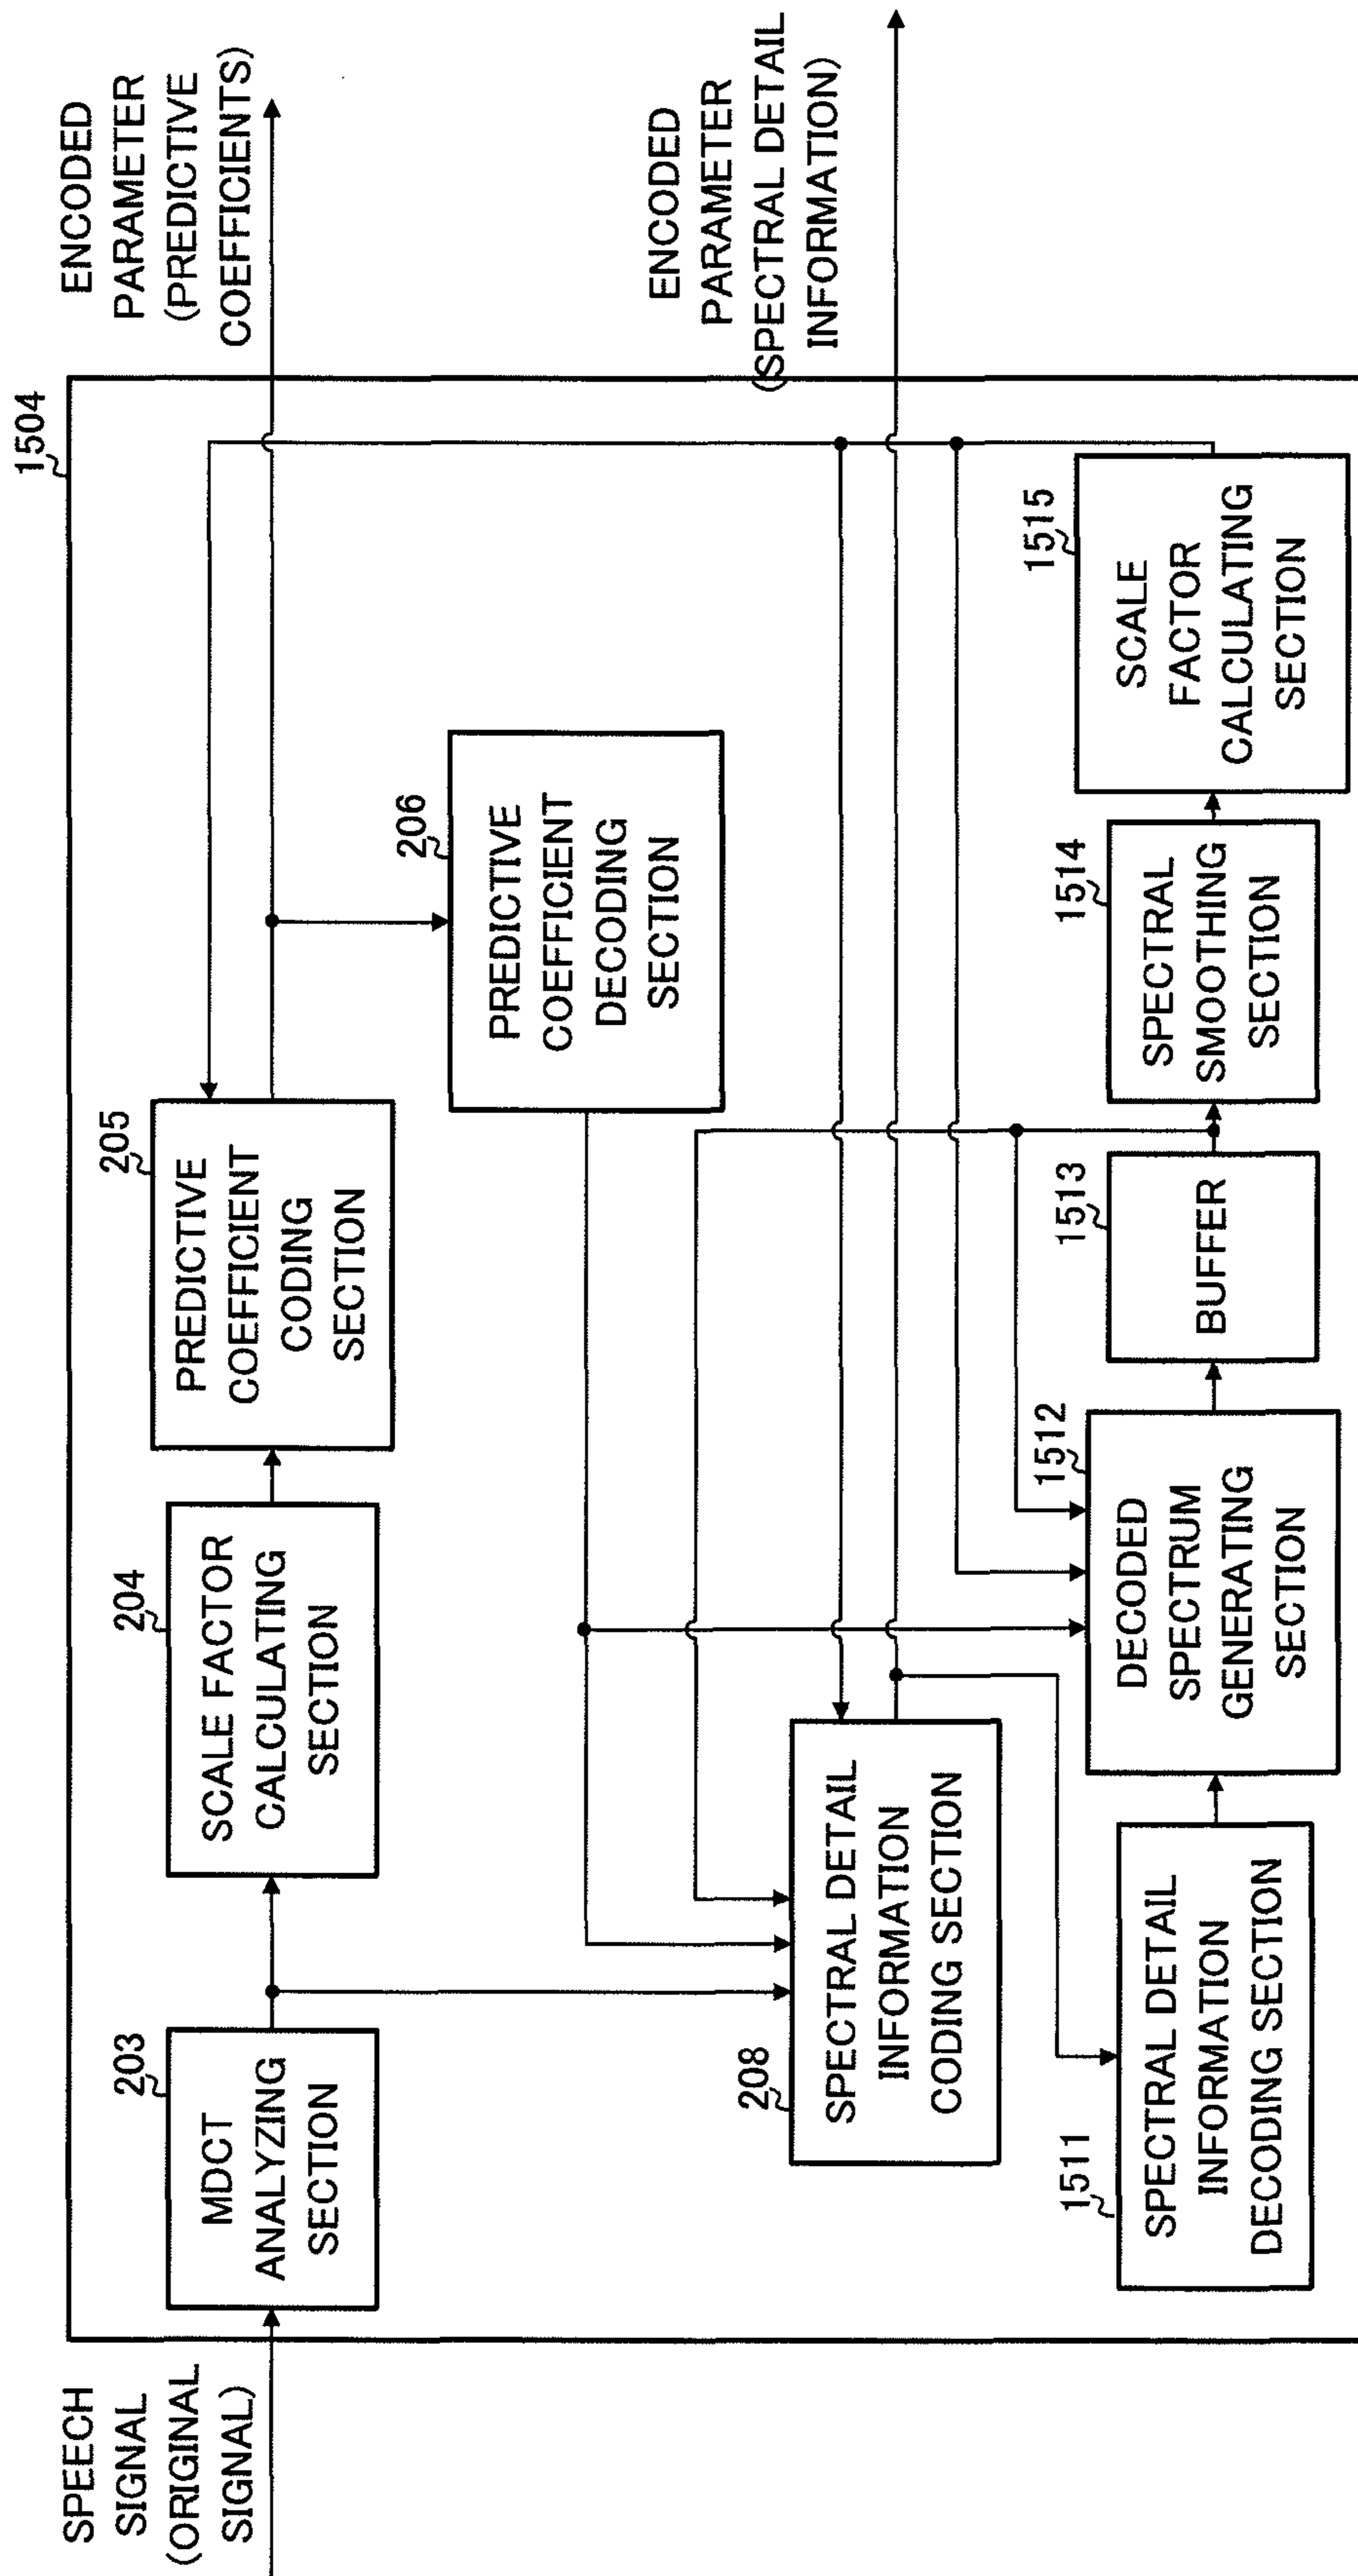 1504
SPEECH
SIGNAL
(ORIGINAL
SIGNAL)
203
MDCT
ANALYZING
SECTION
204
SCALE FACTOR
CALCULATING
SECTION
205
PREDICTIVE
COEFFICIENT
CODING
SECTION
ENCODED
PARAMETER
(PREDICTIVE
COEFFICIENTS)
206
PREDICTIVE
COEFFICIENT
DECODING
SECTION
208
SPECTRAL DETAIL
INFORMATION
CODING SECTION
ENCODED
PARAMETER
(SPECTRAL DETAIL
INFORMATION)
1511
SPECTRAL DETAIL
INFORMATION
DECODING SECTION
1512
DECODED
SPECTRUM
GENERATING
SECTION
1513
BUFFER
1514
SPECTRAL
SMOOTHING
SECTION
1515
SCALE
FACTOR
CALCULATING
SECTION